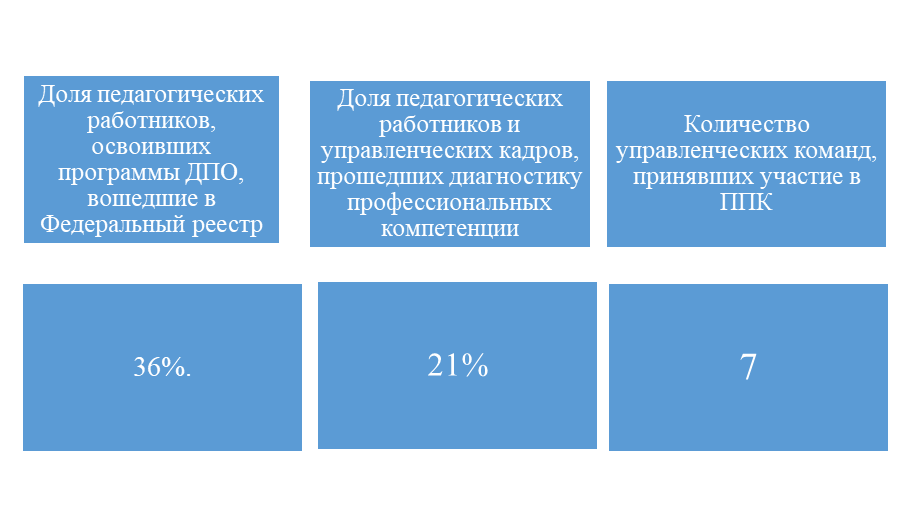 Доля педагогических
работников,
освоивших
программы ДПО,
вошедшие в
Федеральный реестр
Доля педагогических
работников и
управленческих кадров,
прошедших диагностику
профессиональных
компетенции
Количество
управленческих команд,
принявших участие в
ППК
36%.
21%
7